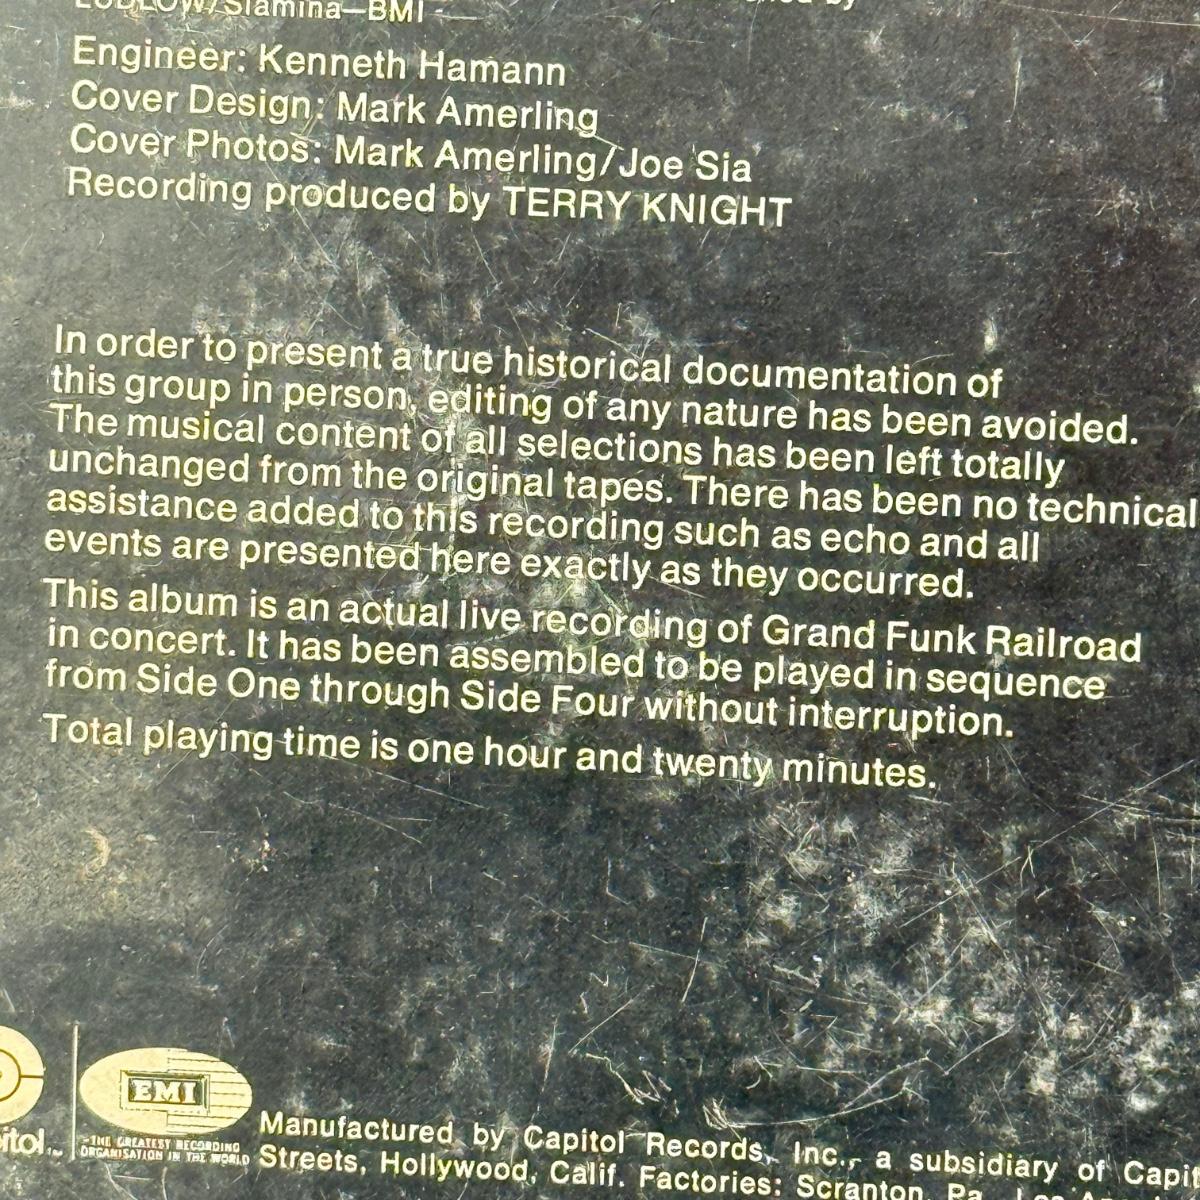 LUDLOW/Stamina—BMI by
Engineer: Kenneth Hamann
Cover Design: Mark Amerling
Cover Photos: Mark Amerling/Joe Sia
Recording produced by TERRY KNIGHT
In order to present a true historical documentation of
this group in person, editing of any nature has been avoided.
The musical content of all selections has been left totally
unchanged from the original tapes. There has been no technical
assistance added to this recording such as echo and all
events are presented here exactly as they occurred.
This album is an actual live recording of Grand Funk Railroad
in concert. It has been assembled to be played in sequence
from Side One through Side Four without interruption.
Total playing time is one hour and twenty minutes.
EMI
THE GREATEST RECORDING
ORGANISATION IN THE WORLD
Manufactured by Capitol Records, Inc., a subsidiary of
Streets, Hollywood, Calif. Factories: Scranton, Pa.